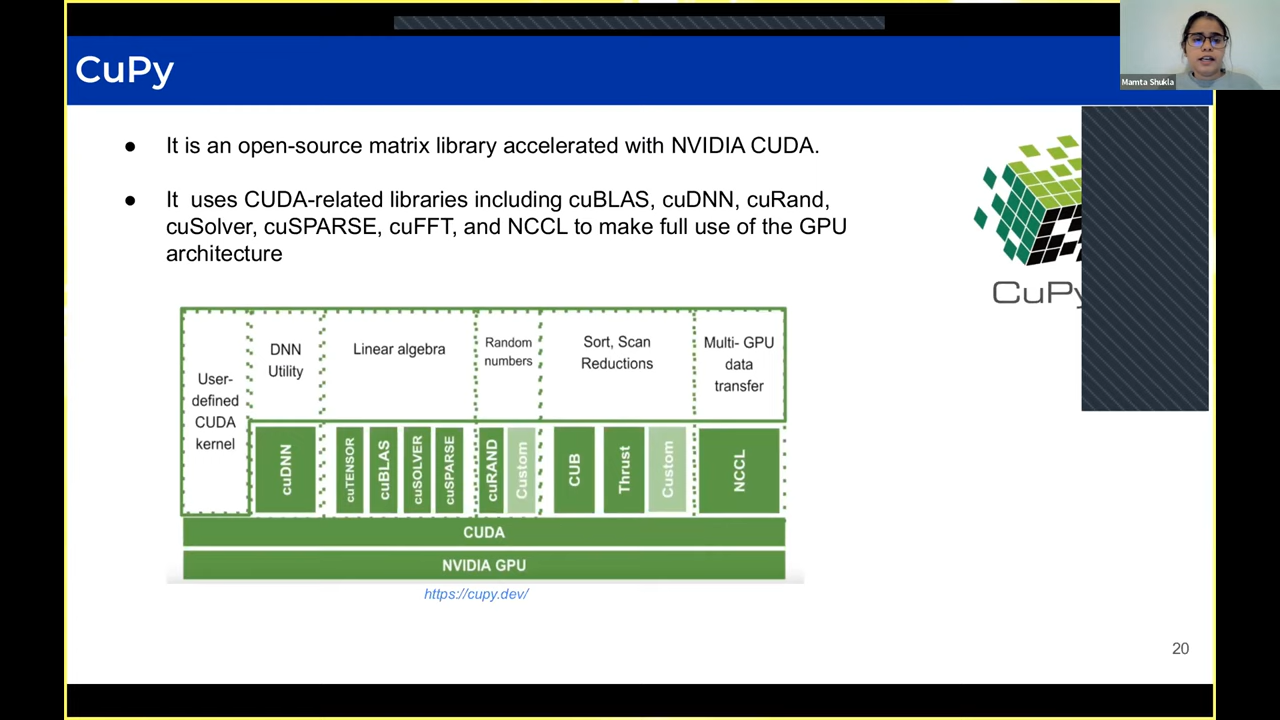 CuPy
Mamta Shukla
● It is an open-source matrix library accelerated with NVIDIA CUDA.
● It uses CUDA-related libraries including cuBLAS, cuDNN, cuRand,
cuSolver, cuSPARSE, cuFFT, and NCCL to make full use of the GPU
architecture
CuPy
User-
defined
CUDA
kernel
DNN
Utility
Linear algebra
Random
numbers
Sort, Scan
Reductions
Multi- GPU
data
transfer
cuDNN
cuTENSOR
cuBLAS
cuSOLVER
cuSPARSE
cuRAND
Custom
CUB
Thrust
Custom
NCCL
CUDA
NVIDIA GPU
https://cupy.dev/
20